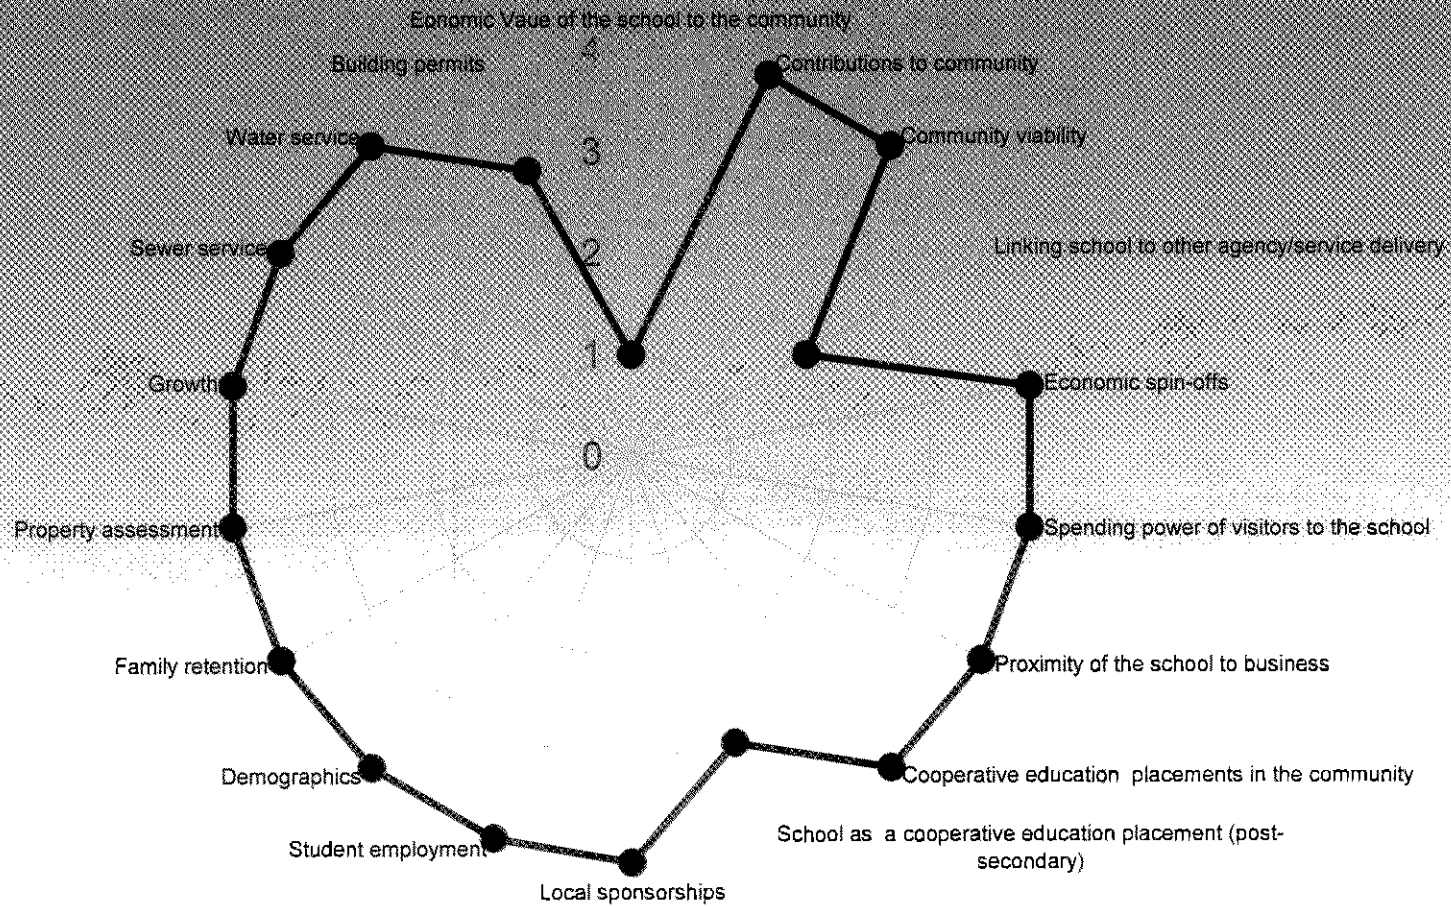 Eonomic Vaue of the school to the community
4
Building permits
Contributions to community
Water service
3
Community viability
Sewer service
2
Linking school to other agency/service delivery
1
Growth
Economic spin-offs
0
Property assessment
Spending power of visitors to the school
Family retention
Proximity of the school to business
Demographics
Cooperative education placements in the community
School as a cooperative education placement (post-
secondary)
Student employment
Local sponsorships